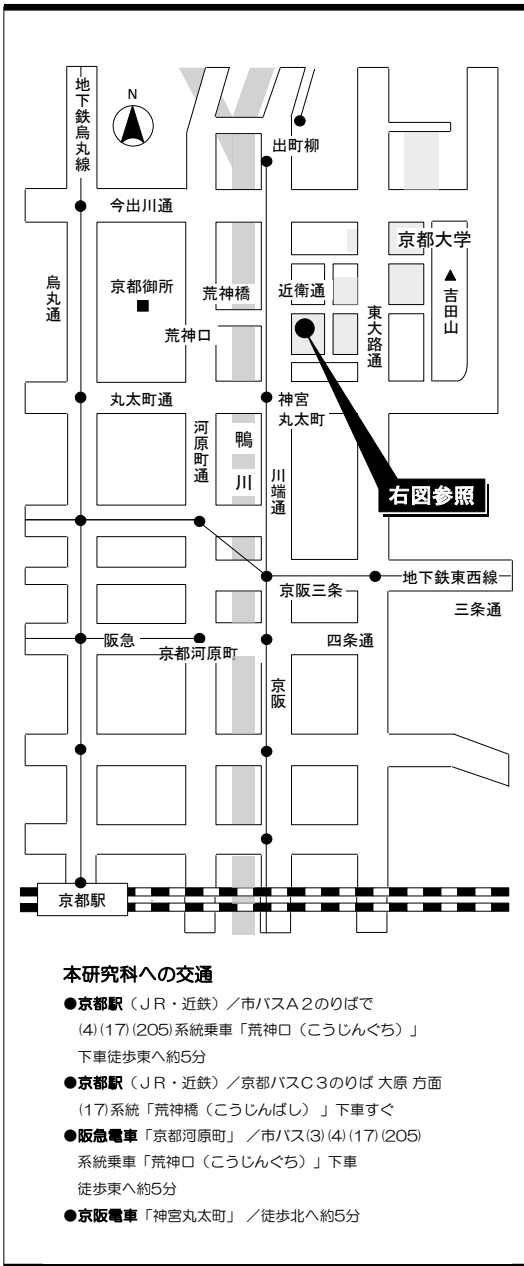 地下鉄烏丸線
N
出町柳
今出川通
京都大学
烏丸通
京都御所
荒神橋
近衛通
吉田山
荒神口
東大路通
丸太町通
神宮
丸太町
河原町通
鴨川
川端通
右図参照
京阪三条
地下鉄東西線
三条通
阪急
京都河原町
四条通
京阪
京都駅
本研究科への交通
●京都駅（JR・近鉄）／市バスA2のりばで
(4)(17)(205)系統乗車「荒神口（こうじんぐち）」
下車徒歩東へ約5分
●京都駅（JR・近鉄）／京都バスC3のりば 大原 方面
(17)系統「荒神橋（こうじんばし） 」下車すぐ
●阪急電車「京都河原町」 ／市バス(3)(4)(17)(205)
系統乗車「荒神口（こうじんぐち）」下車
徒歩東へ約5分
●京阪電車「神宮丸太町」 ／徒歩北へ約5分